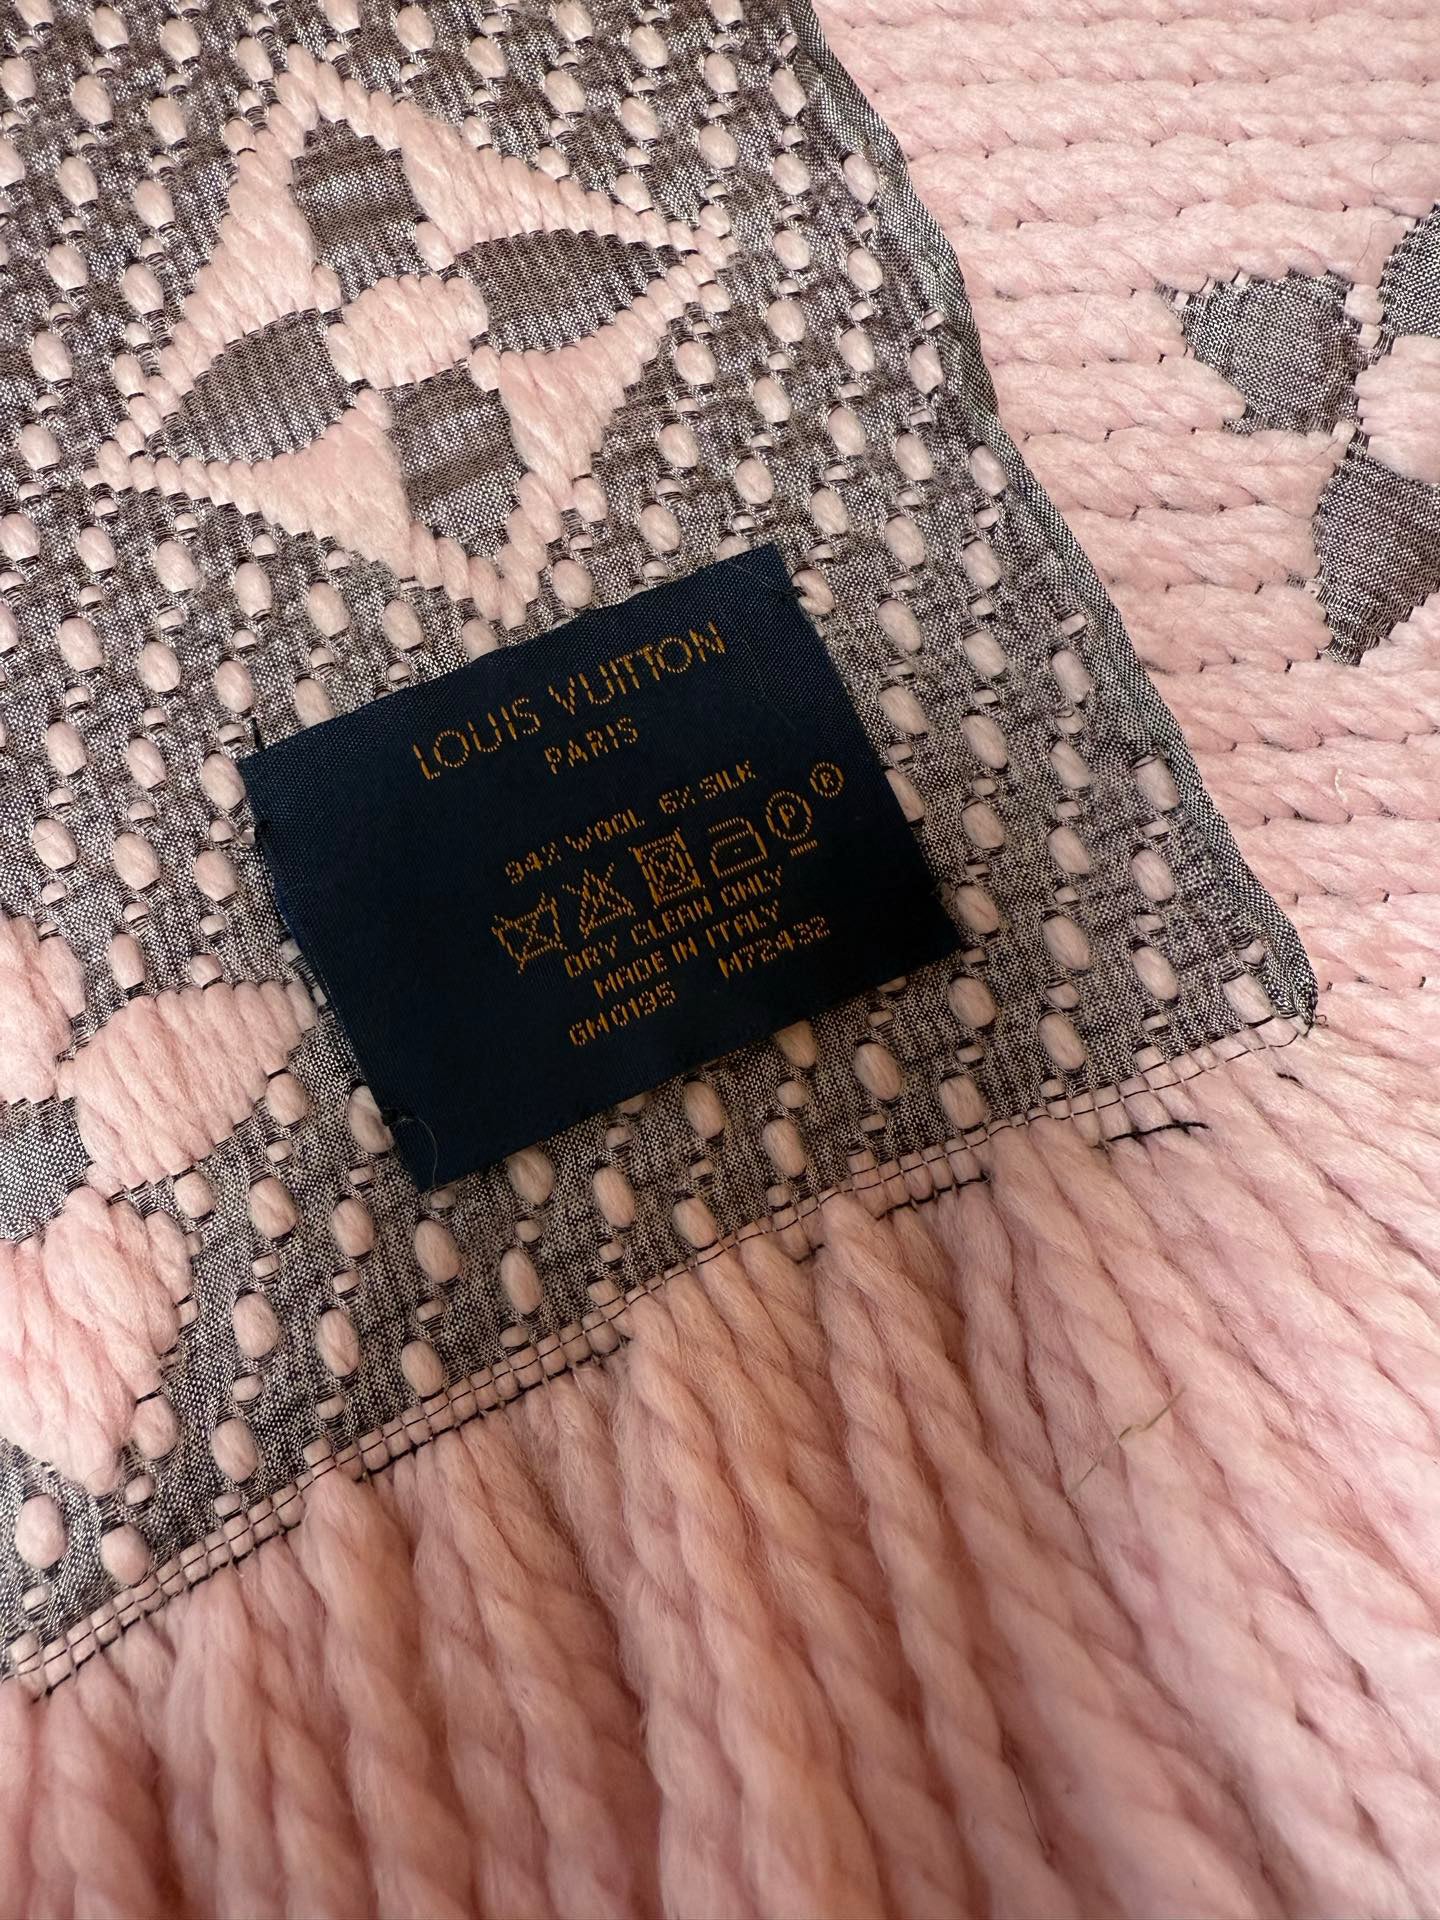 LOUIS VUITTON
PARIS
94% WOOL 6% SILK
P R
DRY CLEAN ONLY
MADE IN ITALY
GM0195 M72432